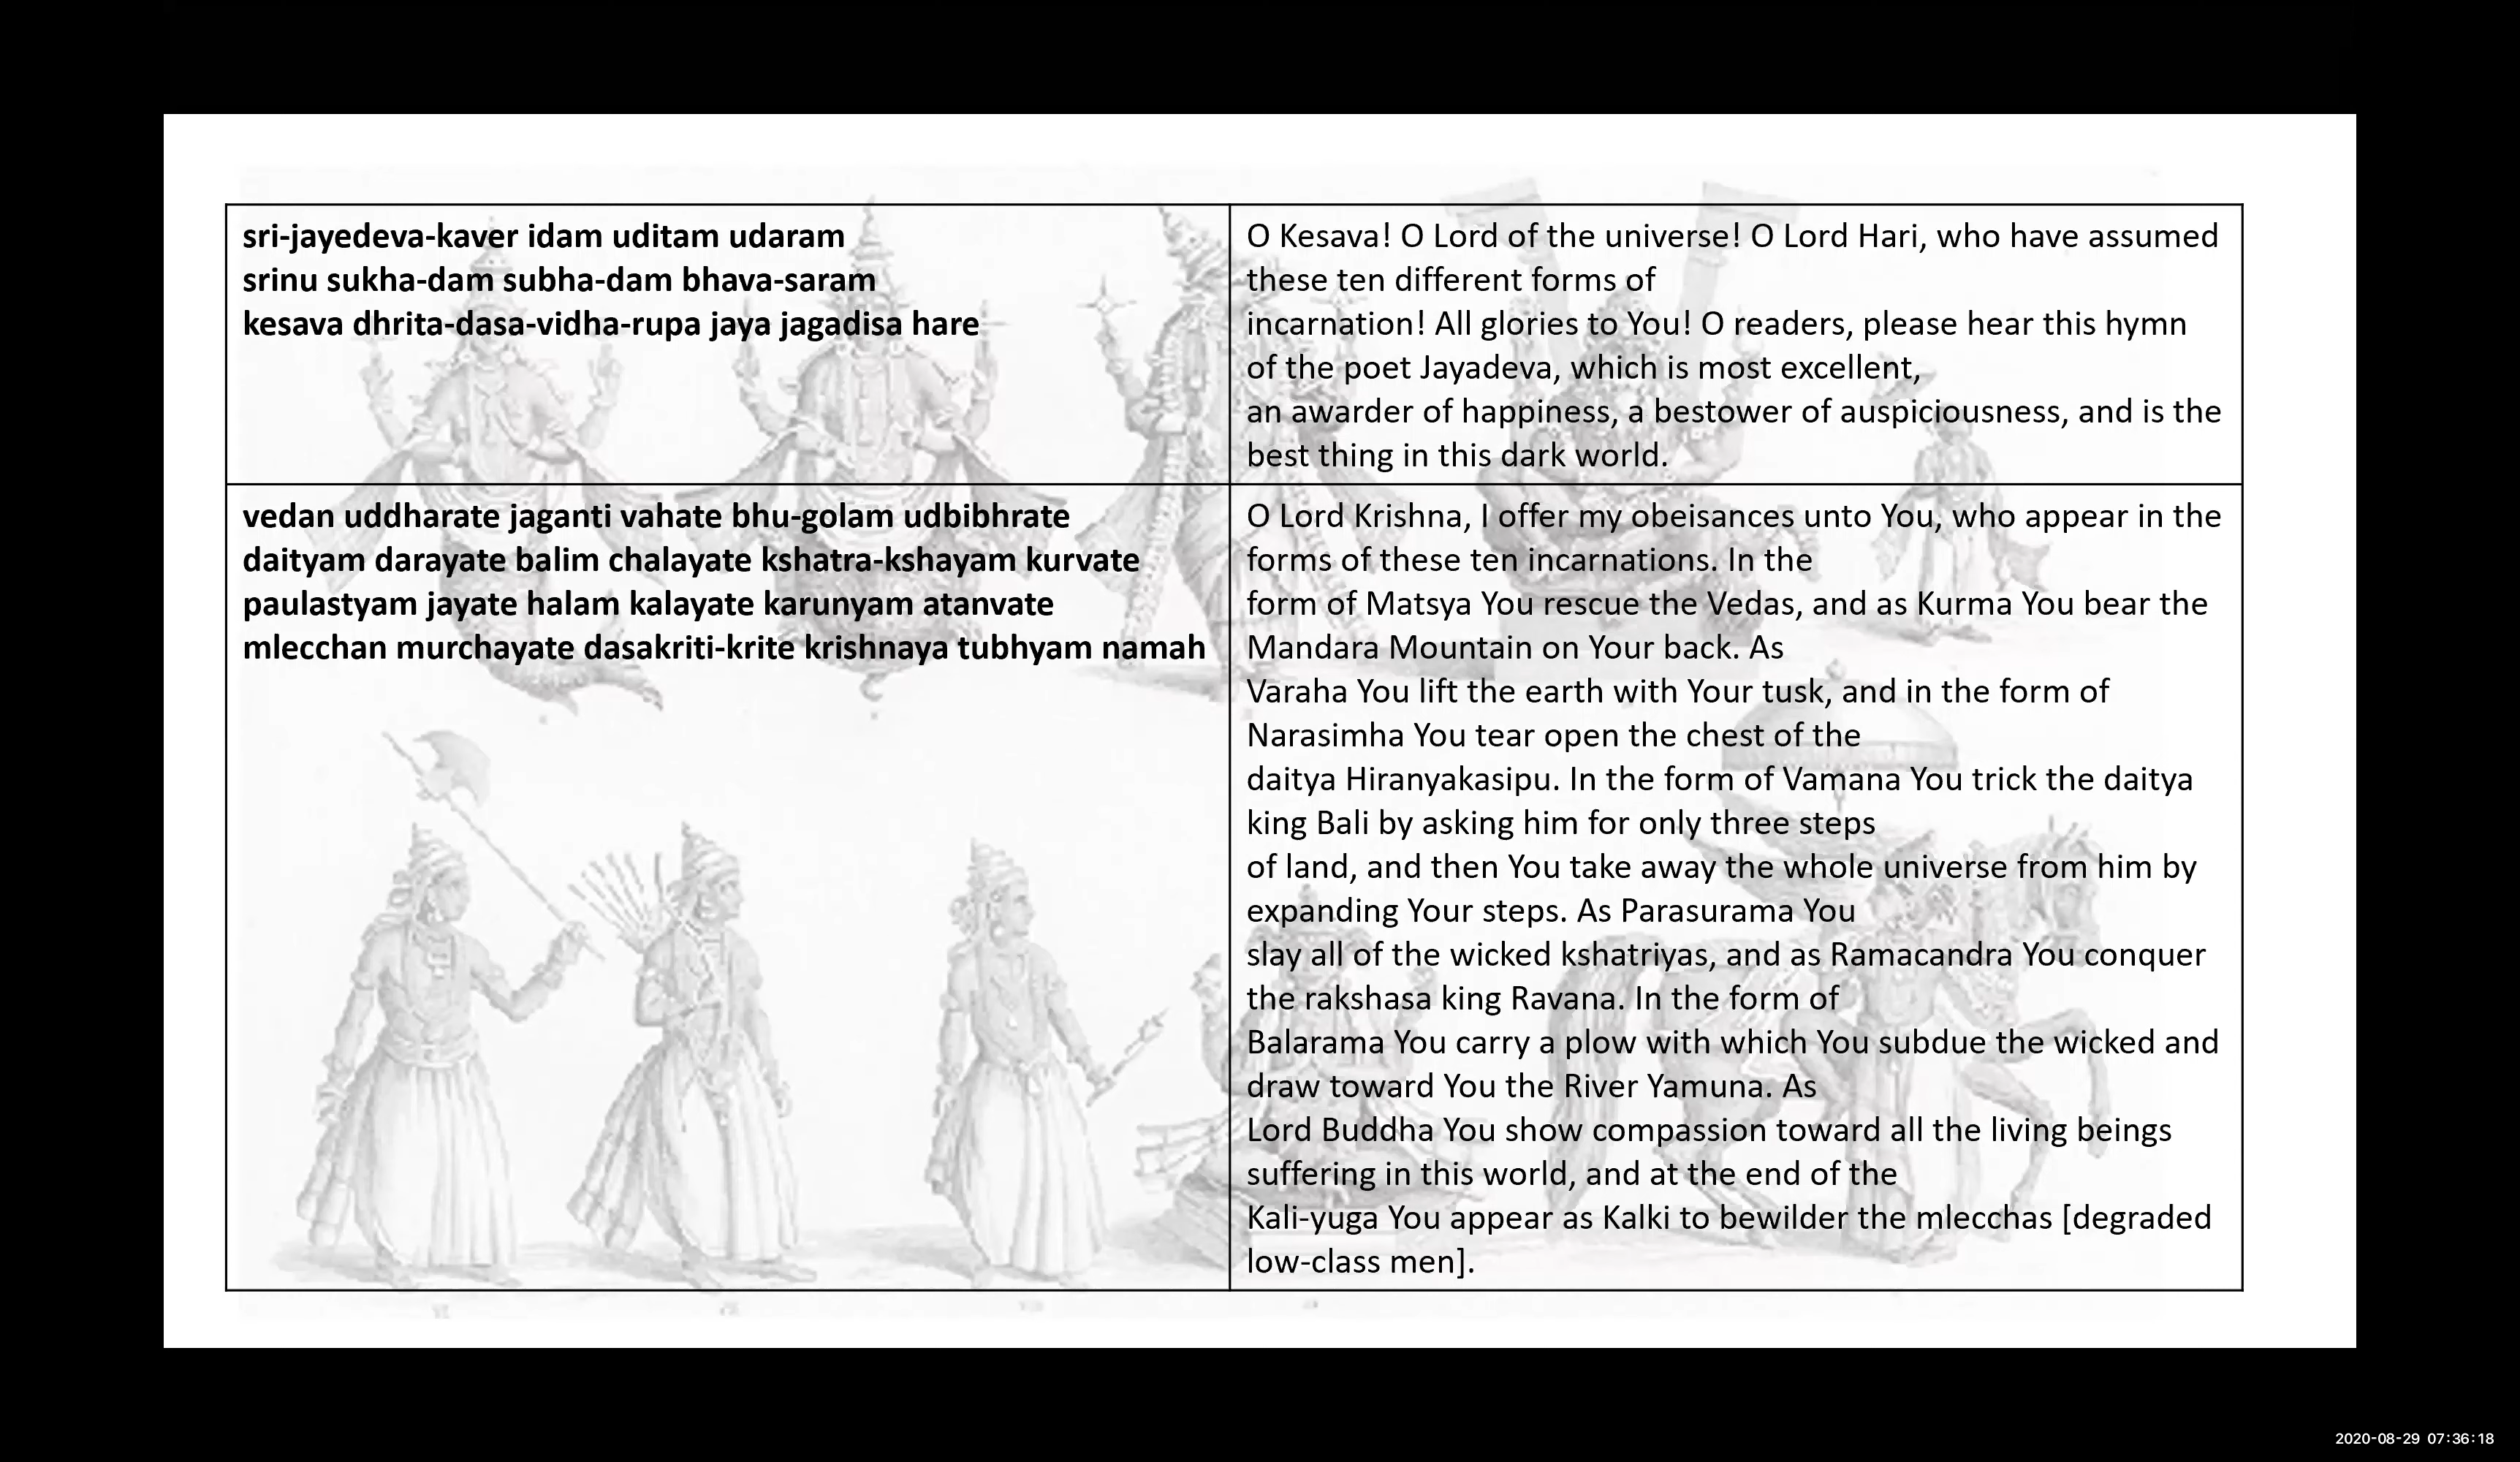 sri-jayedeva-kaver idam uditam udaram
srinu sukha-dam subha-dam bhava-saram
kesava dhrita-dasa-vidha-rupa jaya jagadisa hare
O Kesava! O Lord of the universe! O Lord Hari, who have assumed
these ten different forms of
incarnation! All glories to You! O readers, please hear this hymn
of the poet Jayadeva, which is most excellent,
an awarder of happiness, a bestower of auspiciousness, and is the
best thing in this dark world.
vedan uddharate jaganti vahate bhu-golam udbibhrate
daityam darayate balim chalayate kshatra-kshayam kurvate
paulastyam jayate halam kalayate karunyam atanvate
mlecchan murchayate dasakriti-krite krishnaya tubhyam namah
O Lord Krishna, I offer my obeisances unto You, who appear in the
forms of these ten incarnations. In the
form of Matsya You rescue the Vedas, and as Kurma You bear the
Mandara Mountain on Your back. As
Varaha You lift the earth with Your tusk, and in the form of
Narasimha You tear open the chest of the
daitya Hiranyakasipu. In the form of Vamana You trick the daitya
king Bali by asking him for only three steps
of land, and then You take away the whole universe from him by
expanding Your steps. As Parasurama You
slay all of the wicked kshatriyas, and as Ramacandra You conquer
the rakshasa king Ravana. In the form of
Balarama You carry a plow with which You subdue the wicked and
draw toward You the River Yamuna. As
Lord Buddha You show compassion toward all the living beings
suffering in this world, and at the end of the
Kali-yuga You appear as Kalki to bewilder the mlecchas [degraded
low-class men].
2020-08-29 07:36:18